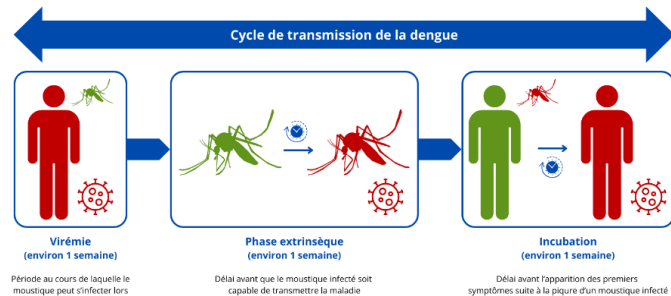 Cycle de transmission de la dengue
Virémie
(environ 1 semaine)
Période au cours de laquelle le
moustique peut s'infecter lors
Phase extrinsèque
(environ 1 semaine)
Délai avant que le moustique infecté soit
capable de transmettre la maladie
Incubation
(environ 1 semaine)
Délai avant l'apparition des premiers
symptômes suite à la piqure d'un moustique infecté